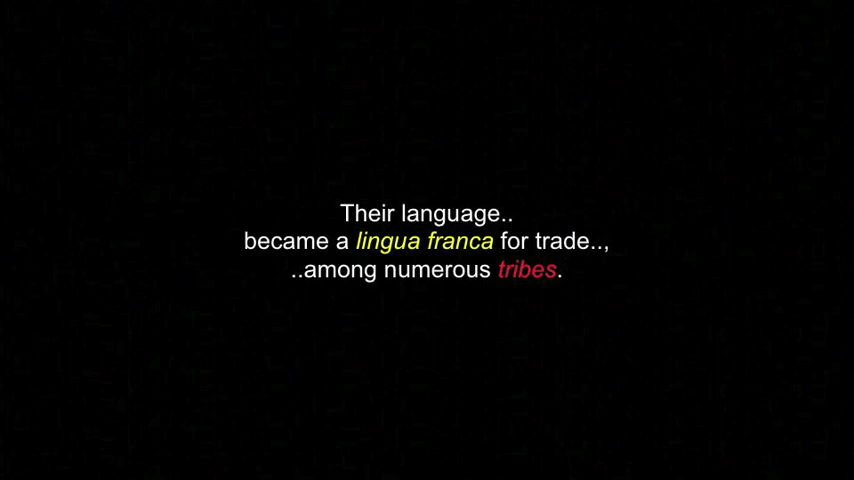 Their language..
became a lingua franca for trade..,
..among numerous tribes.